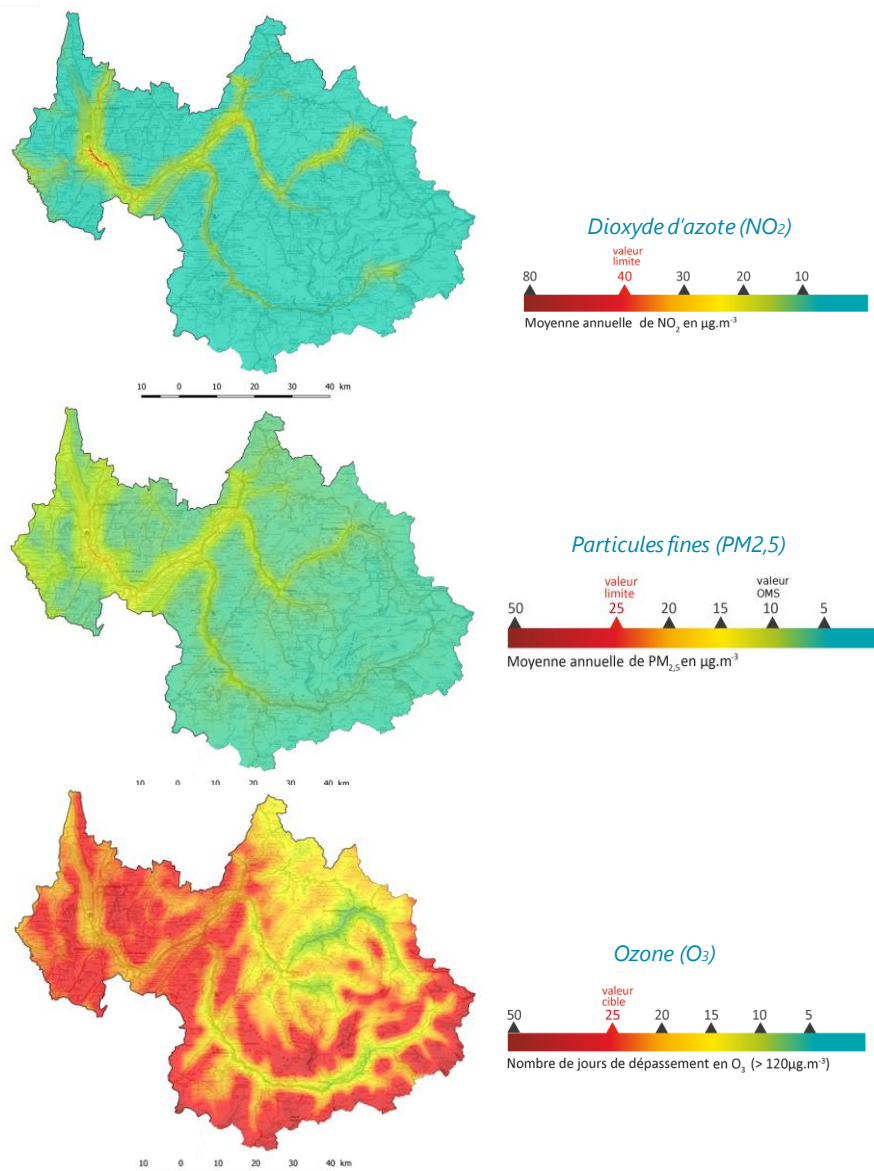 Dioxyde d'azote (NO2)
valeur
limite
80 40 30 20 10
Moyenne annuelle de NO2 en µg.m-3
10 0 10 20 30 40 km
Particules fines (PM2,5)
valeur
limite
valeur
OMS
50 25 20 15 10 5
Moyenne annuelle de PM2,5 en µg.m-3
10 0 10 20 30 40 km
Ozone (O3)
valeur
cible
50 25 20 15 10 5
Nombre de jours de dépassement en O3 (> 120µg.m-3)
10 0 10 20 30 40 km